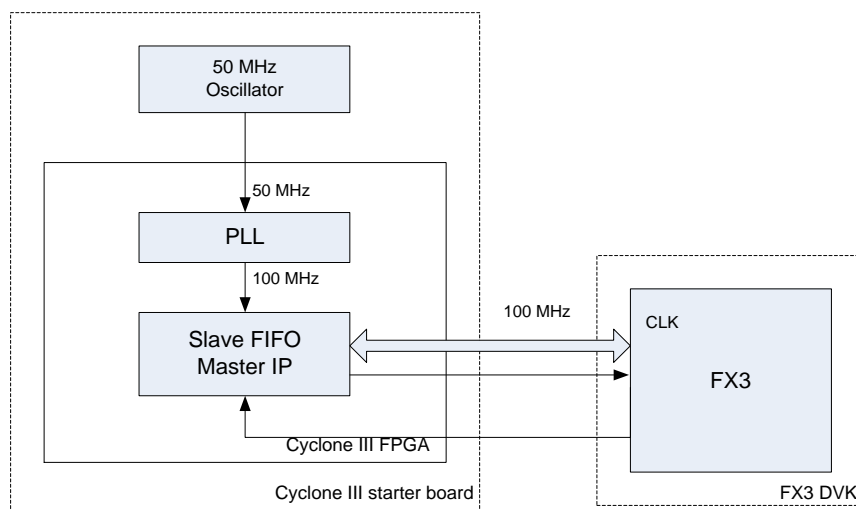 50 MHz
Oscillator
50 MHz
PLL
100 MHz
Slave FIFO
Master IP
100 MHz
CLK
FX3
Cyclone III FPGA
Cyclone III starter board
FX3 DVK